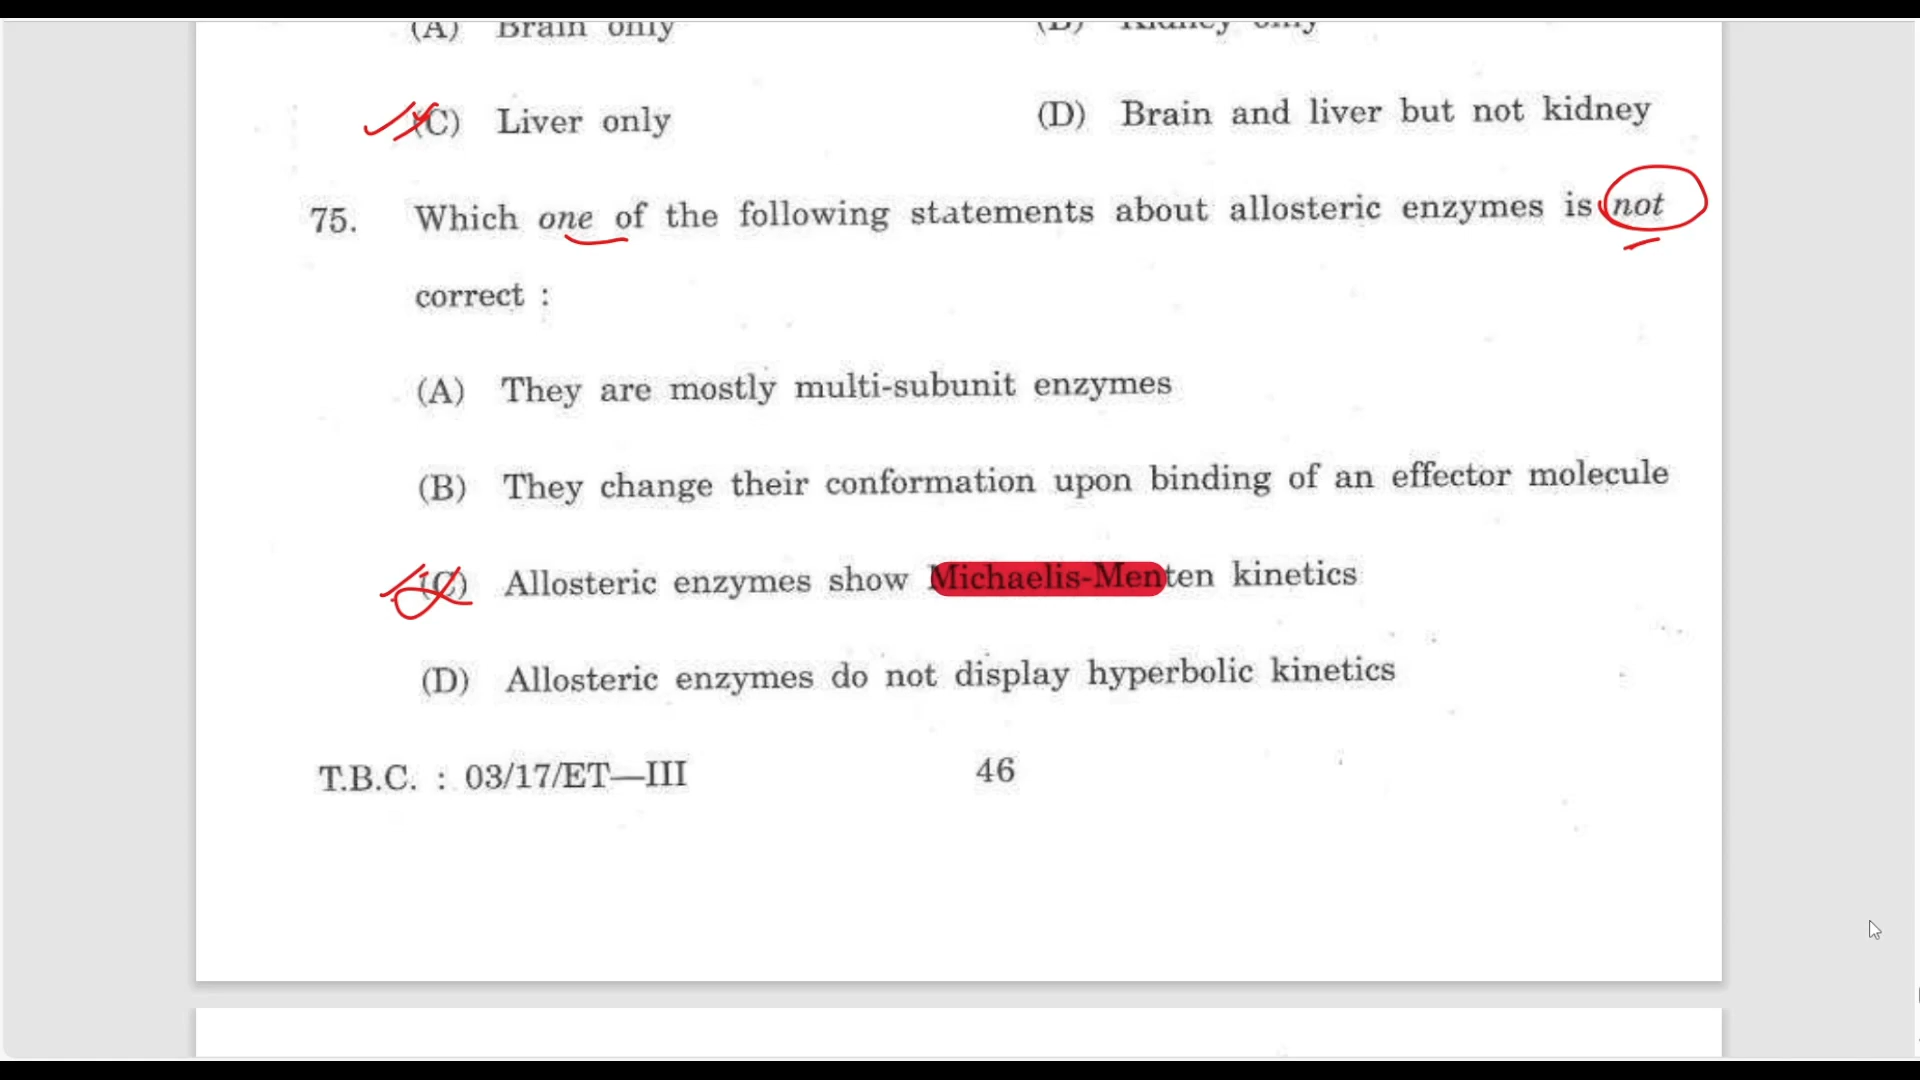 (A) Brain only (B) Kidney only
(C) Liver only (D) Brain and liver but not kidney
75. Which one of the following statements about allosteric enzymes is not
correct :
(A) They are mostly multi-subunit enzymes
(B) They change their conformation upon binding of an effector molecule
(C) Allosteric enzymes show Michaelis-Menten kinetics
(D) Allosteric enzymes do not display hyperbolic kinetics
T.B.C. : 03/17/ET—III 46